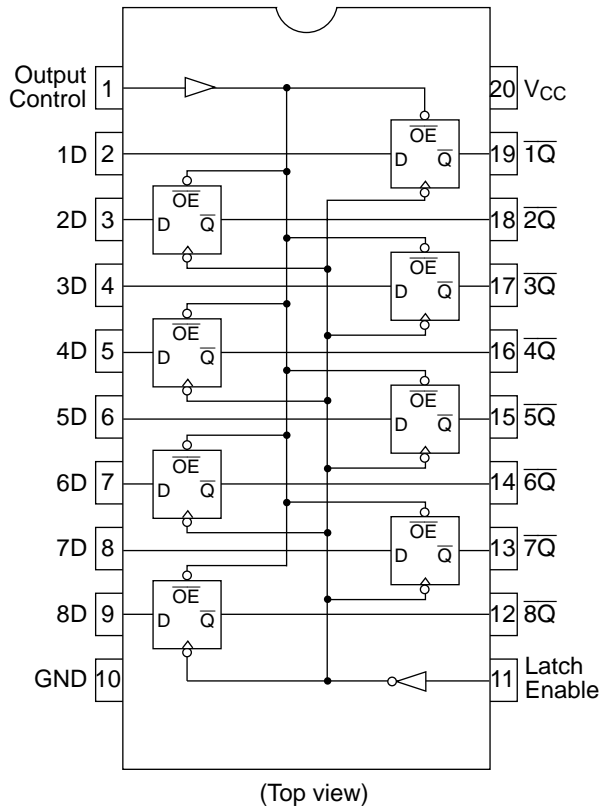 Output Control 1
20 VCC
OE
D Q̅
1D 2
19 1Q̅
OE
D Q̅
2D 3
18 2Q̅
OE
D Q̅
3D 4
17 3Q̅
OE
D Q̅
4D 5
16 4Q̅
OE
D Q̅
5D 6
15 5Q̅
OE
D Q̅
6D 7
14 6Q̅
OE
D Q̅
7D 8
13 7Q̅
OE
D Q̅
8D 9
12 8Q̅
GND 10
11 Latch Enable
(Top view)